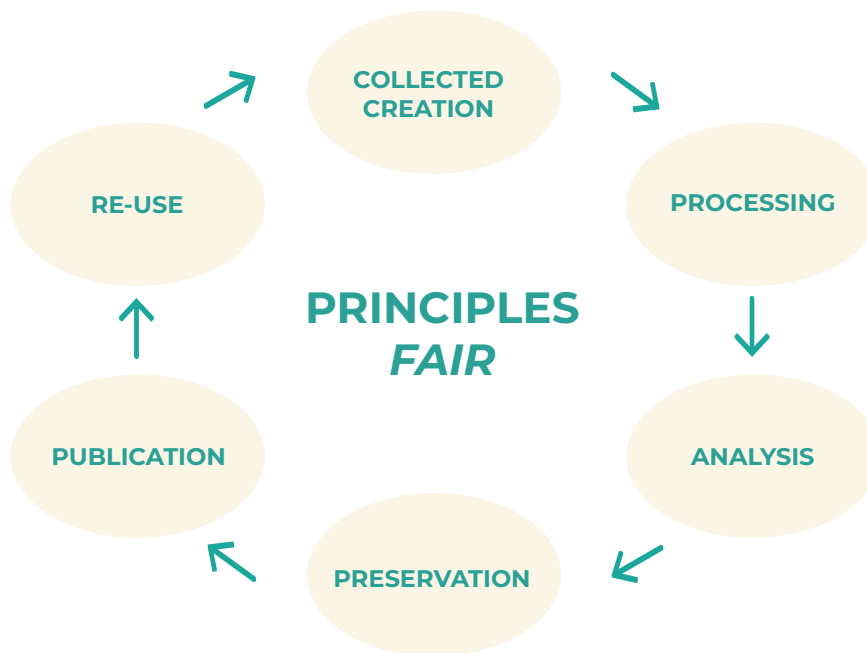 COLLECTED
CREATION
RE-USE
PROCESSING
PRINCIPLES
FAIR
PUBLICATION
ANALYSIS
PRESERVATION